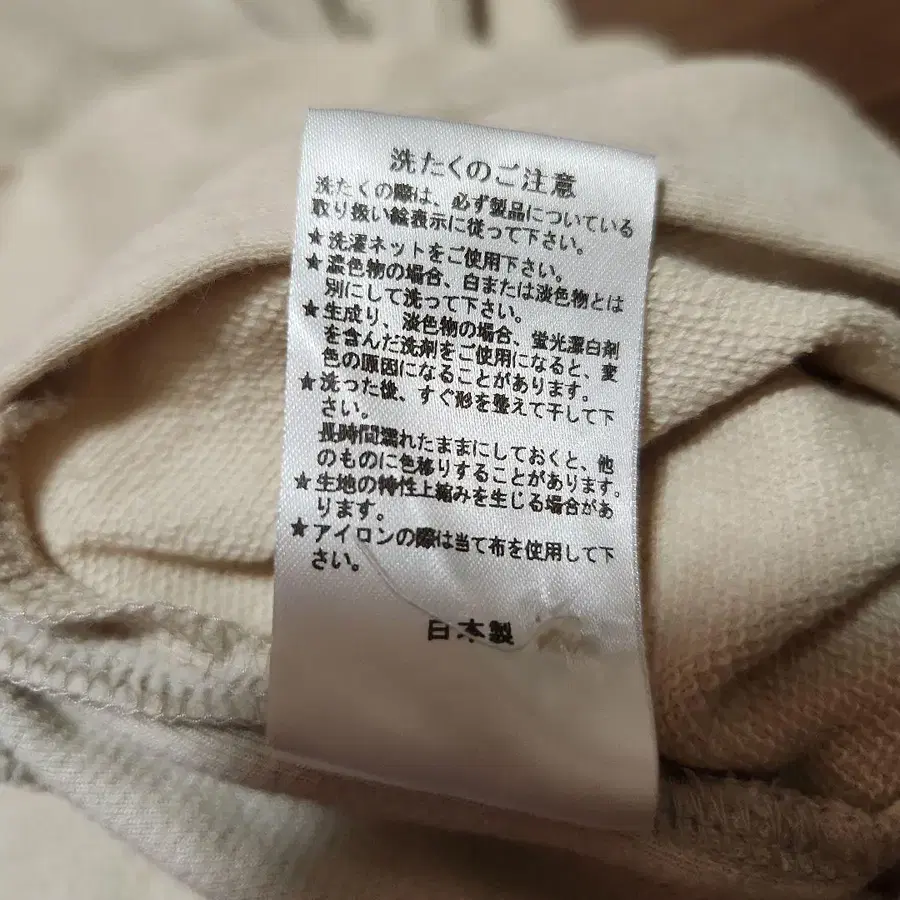 洗たくのご注意
洗たくの際は、必ず製品についている
取り扱い絵表示に従って下さい。
★洗濯ネットをご使用下さい。
★濃色物の場合、白または淡色物とは
別にして洗って下さい。
★生成り、淡色物の場合、蛍光漂白剤
を含んだ洗剤をご使用になると、変
色の原因になることがあります。
★洗った後、すぐ形を整えて干して下
さい。
長時間濡れたままにしておくと、他
のものに色移りすることがあります。
★生地の特性上縮みを生じる場合があ
ります。
★アイロンの際は当て布を使用して下
さい。
日本製